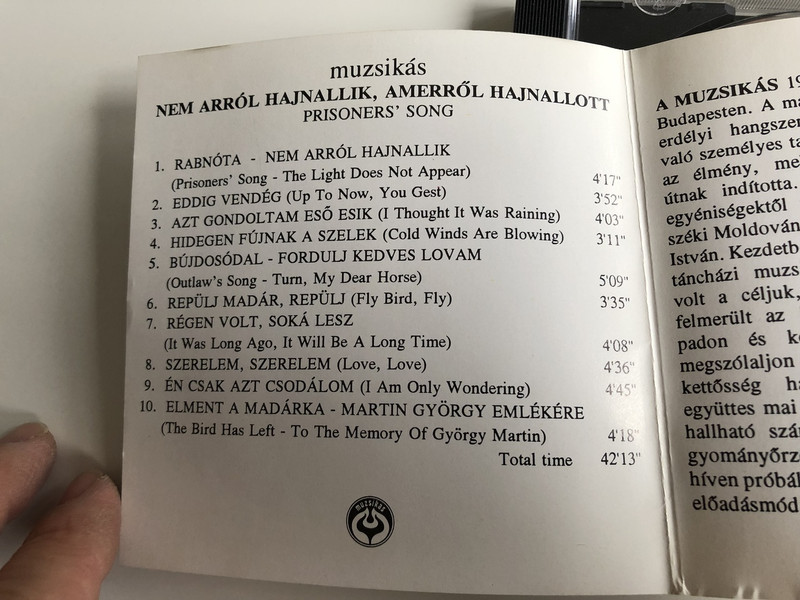 muzsikás
NEM ARRÓL HAJNALLIK, AMERRŐL HAJNALLOTT
PRISONERS' SONG
1. RABNÓTA - NEM ARRÓL HAJNALLIK
(Prisoners' Song - The Light Does Not Appear) 4'17"
2. EDDIG VENDÉG (Up To Now, You Gest) 3'52"
3. AZT GONDOLTAM ESŐ ESIK (I Thought It Was Raining) 4'03"
4. HIDEGEN FÚJNAK A SZELEK (Cold Winds Are Blowing) 3'11"
5. BÚJDOSÓDAL - FORDULJ KEDVES LOVAM
(Outlaw's Song - Turn, My Dear Horse) 5'09"
6. REPÜLJ MADÁR, REPÜLJ (Fly Bird, Fly) 3'35"
7. RÉGEN VOLT, SOKÁ LESZ
(It Was Long Ago, It Will Be A Long Time) 4'08"
8. SZERELEM, SZERELEM (Love, Love) 4'36"
9. ÉN CSAK AZT CSODÁLOM (I Am Only Wondering) 4'45"
10. ELMENT A MADÁRKA - MARTIN GYÖRGY EMLÉKÉRE
(The Bird Has Left - To The Memory Of György Martin) 4'18"
Total time 42'13"
muzsikás
A MUZSIKÁS 19
Budapesten. A ma
erdélyi hangszer
való személyes ta
az élmény, me
útnak indította.
egyéniségektől
széki Moldován
István. Kezdetb
táncházi muzs
volt a céljuk,
felmerült az
padon és k
megszólaljon
kettősség ha
együttes mai
hallható szá
gyományőrz
híven próbál
előadásmód